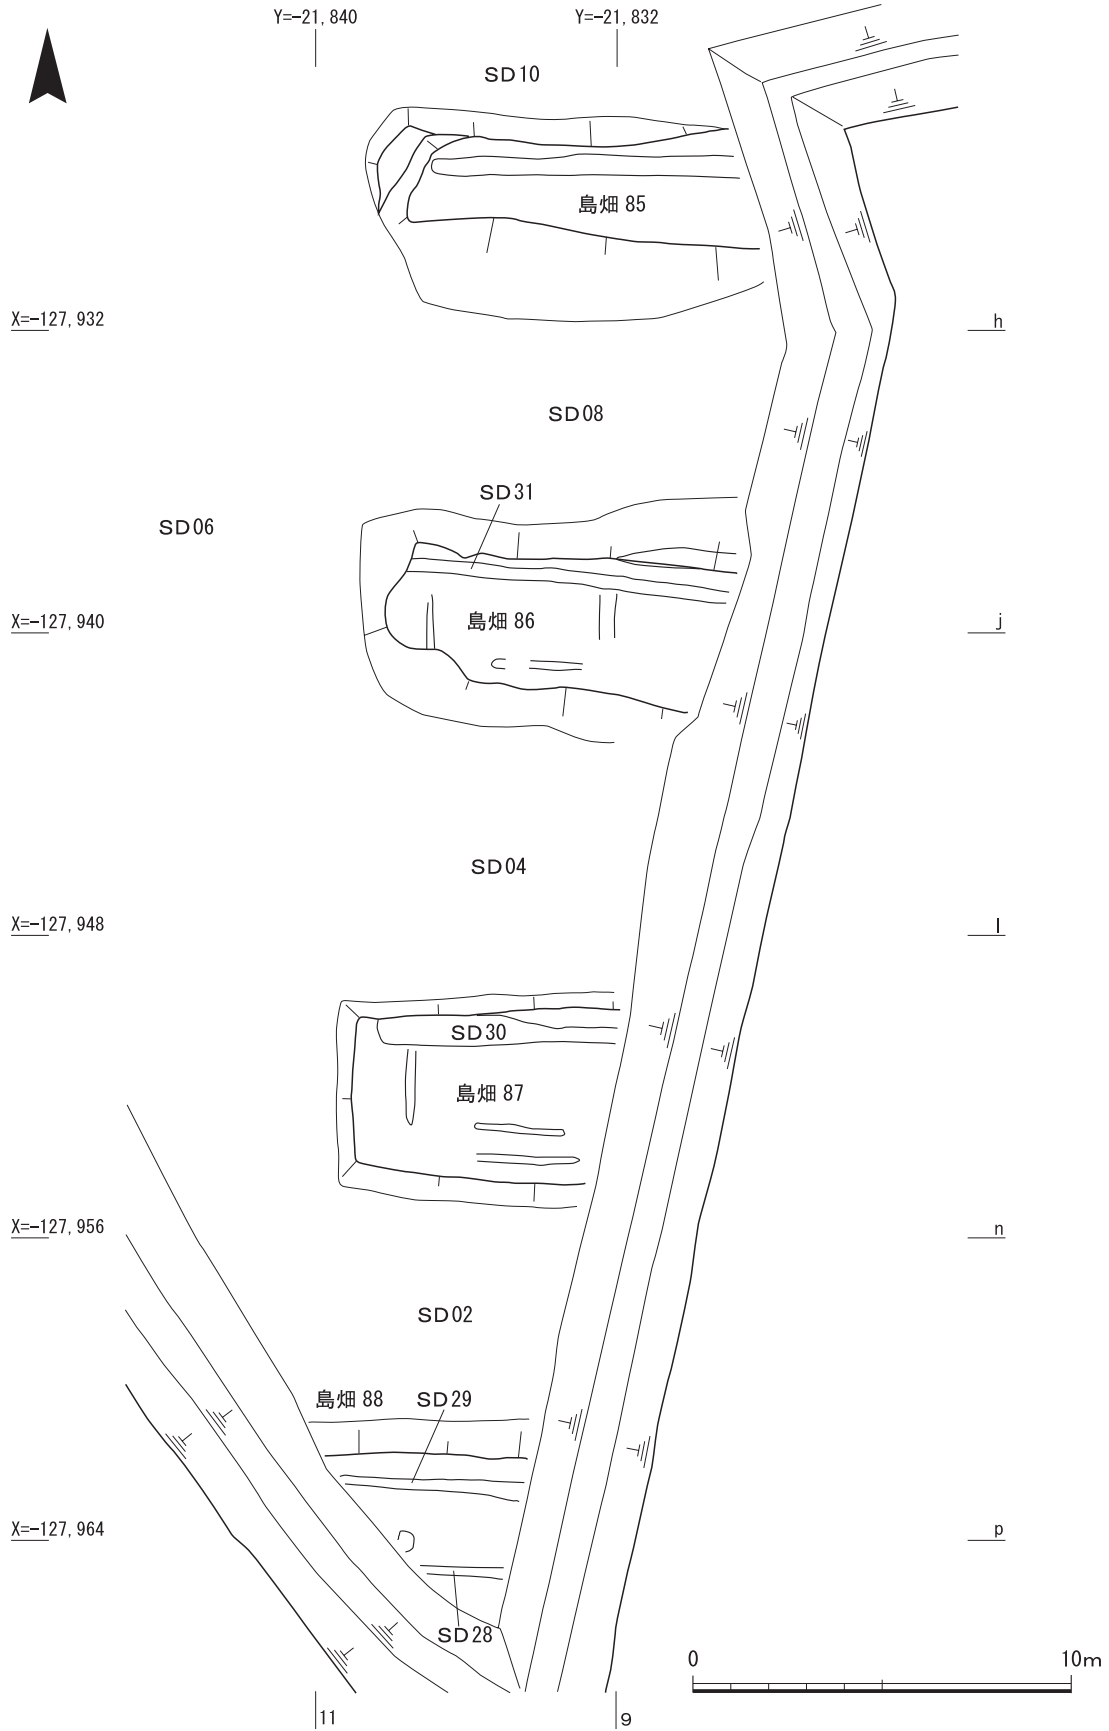 Y=-21,840
Y=-21,832
SD10
島畑 85
X=-127,932
h
SD08
SD31
SD06
島畑 86
X=-127,940
j
SD04
X=-127,948
l
SD30
島畑 87
X=-127,956
n
SD02
島畑 88
SD29
X=-127,964
p
SD28
0
10m
11
9